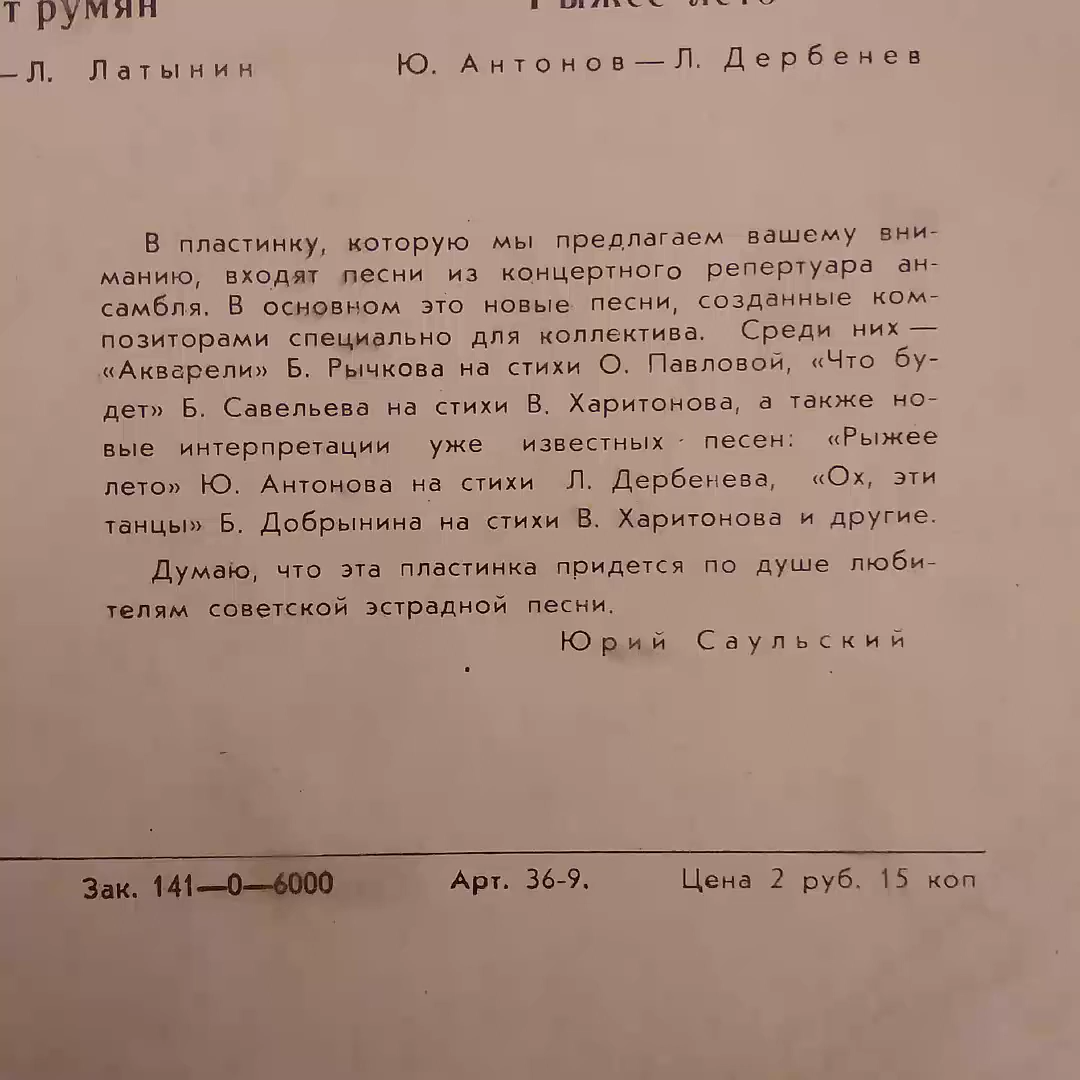 т румян
Рыжее лето
—Л. Латынин
Ю. Антонов—Л. Дербенев
В пластинку, которую мы предлагаем вашему вни-
манию, входят песни из концертного репертуара ан-
самбля. В основном это новые песни, созданные ком-
позиторами специально для коллектива. Среди них —
«Акварели» Б. Рычкова на стихи О. Павловой, «Что бу-
дет» Б. Савельева на стихи В. Харитонова, а также но-
вые интерпретации уже известных песен: «Рыжее
лето» Ю. Антонова на стихи Л. Дербенева, «Ох, эти
танцы» Б. Добрынина на стихи В. Харитонова и другие.
Думаю, что эта пластинка придется по душе люби-
телям советской эстрадной песни.
Юрий Саульский
Зак. 141—0—6000
Арт. 36-9.
Цена 2 руб. 15 коп